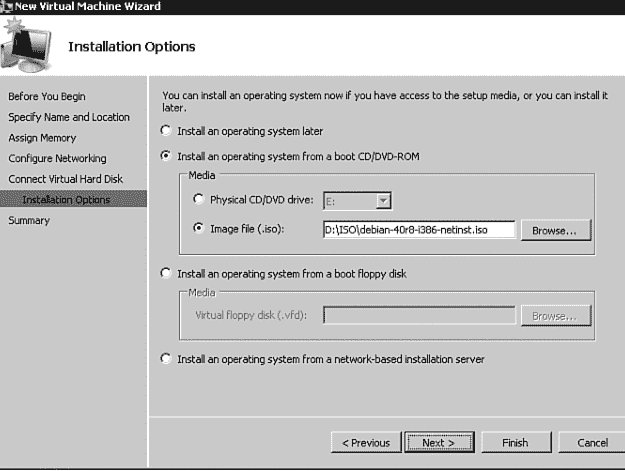 New Virtual Machine Wizard
Installation Options
Before You Begin
Specify Name and Location
Assign Memory
Configure Networking
Connect Virtual Hard Disk
Installation Options
Summary
You can install an operating system now if you have access to the setup media, or you can install it
later.
Install an operating system later
Install an operating system from a boot CD/DVD-ROM
Media
Physical CD/DVD drive:
E:
Image file (.iso):
D:\ISO\debian-40r8-i386-netinst.iso
Browse...
Install an operating system from a boot floppy disk
Media
Virtual floppy disk (.vfd):
Browse...
Install an operating system from a network-based installation server
< Previous
Next >
Finish
Cancel